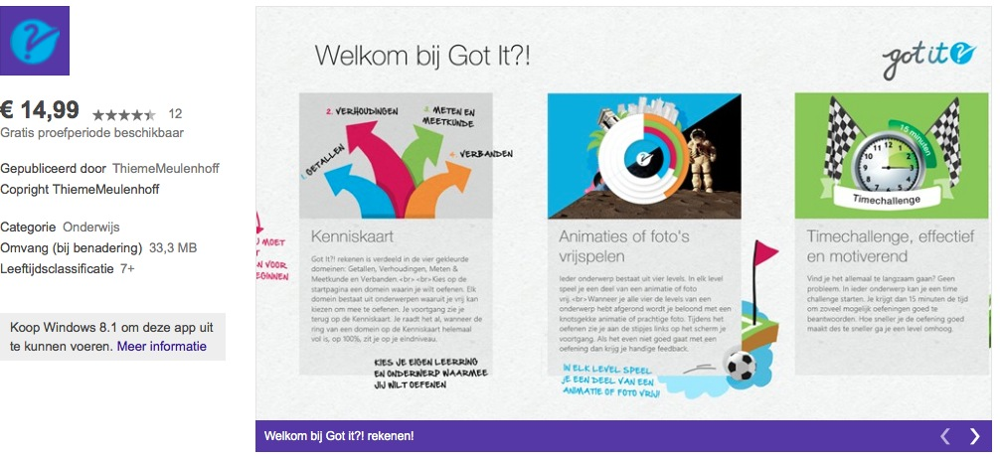 € 14,99 12
Gratis proefperiode beschikbaar
Gepubliceerd door ThiemeMeulenhoff
Copright ThiemeMeulenhoff
Categorie Onderwijs
Omvang (bij benadering) 33,3 MB
Leeftijdsclassificatie 7+
Koop Windows 8.1 om deze app uit
te kunnen voeren. Meer informatie
Welkom bij Got It?!
got it?
MOET
N VOOR
EGINNEN
1. GETALLEN
2. VERHOUDINGEN
3. METEN EN
MEETKUNDE
4. VERBANDEN
Kenniskaart
Got It?! rekenen is verdeeld in de vier gekleurde
domeinen: Getallen, Verhoudingen, Meten &
Meetkunde en Verbanden.<br> <br>Kies op de
startpagina een domein waarin je wilt oefenen. Elk
domein bestaat uit onderwerpen waaruit je vrij kan
kiezen om mee te oefenen. Je voortgang zie je
terug op de Kenniskaart. Je raadt het al, wanneer de
ring van een domein op de Kenniskaart helemaal
vol is, op 100%, zit je op je eindniveau.
KIES JE EIGEN LEERRING
EN ONDERWERP WAARMEE
JIJ WILT OEFENEN
Animaties of foto's
vrijspelen
Ieder onderwerp bestaat uit vier levels. In elk level
speel je een deel van een animatie of foto
vrij.<br>Wanneer je alle vier de levels van een
onderwerp hebt afgerond wordt je beloond met een
knotsgekke animatie of prachtige foto. Tijdens het
oefenen zie je aan de stipjes links op het scherm je
voortgang. Als het even niet goed gaat met een
oefening dan krijg je handige feedback.
IN ELK LEVEL SPEEL
JE EEN DEEL VAN EEN
ANIMATIE OF FOTO VRIJ!
15 minuten
12 1 2 3 4 5 6 7 8 9 10 11
Timechallenge
Timechallenge, effectief
en motiverend
Vind je het allemaal te langzaam gaan? Geen
probleem. In ieder onderwerp kan je een time
challenge starten. Je krijgt dan 15 minuten de tijd
om zoveel mogelijk oefeningen goed te
beantwoorden. Hoe sneller je de oefening goed
maakt des te sneller ga je een level omhoog.
Welkom bij Got it?! rekenen!